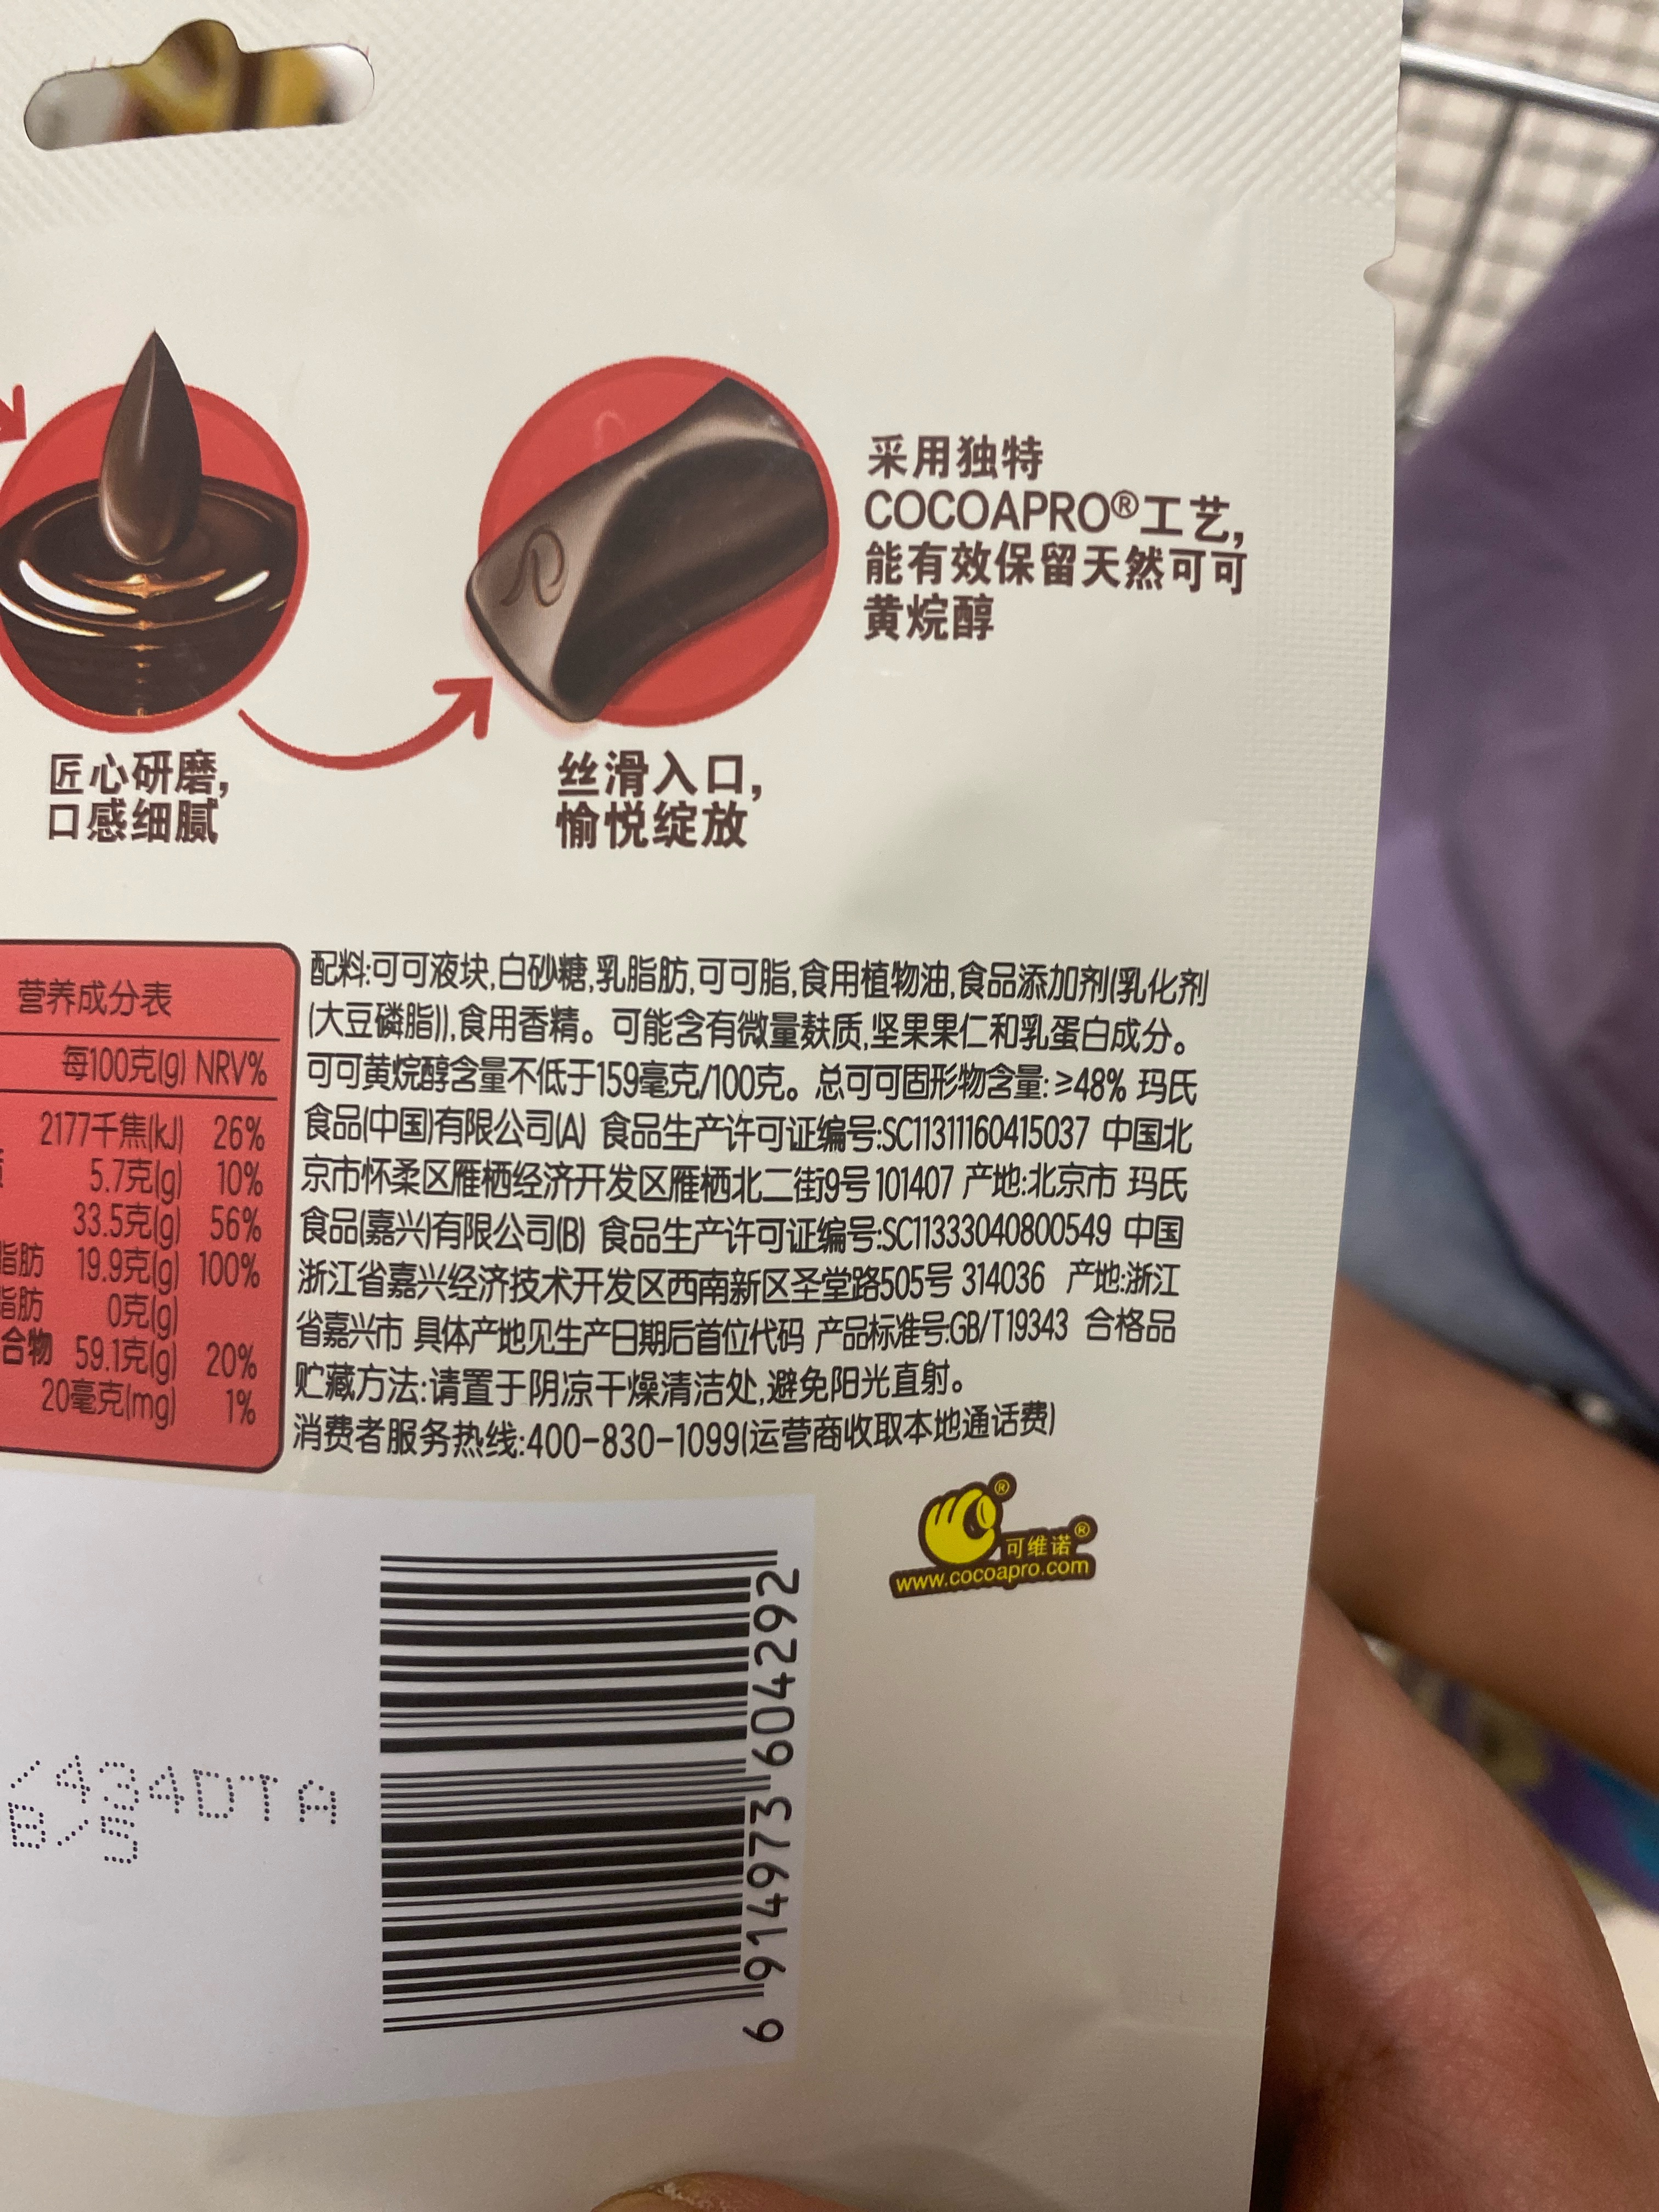 采用独特
COCOAPRO®工艺,
能有效保留天然可可
黄烷醇
匠心研磨,
口感细腻
丝滑入口,
愉悦绽放
营养成分表
每100克(g) NRV%
2177千焦(kJ) 26%
5.7克(g) 10%
33.5克(g) 56%
脂肪 19.9克(g) 100%
脂肪 0克(g)
合物 59.1克(g) 20%
20毫克(mg) 1%
配料:可可液块,白砂糖,乳脂肪,可可脂,食用植物油,食品添加剂(乳化剂
(大豆磷脂)),食用香精。可能含有微量麸质,坚果果仁和乳蛋白成分。
可可黄烷醇含量不低于159毫克/100克。总可可固形物含量:≥48% 玛氏
食品(中国)有限公司(A) 食品生产许可证编号:SC11311160415037 中国北
京市怀柔区雁栖经济开发区雁栖北二街9号 101407 产地:北京市 玛氏
食品(嘉兴)有限公司(B) 食品生产许可证编号:SC11333040800549 中国
浙江省嘉兴经济技术开发区西南新区圣堂路505号 314036 产地:浙江
省嘉兴市 具体产地见生产日期后首位代码 产品标准号:GB/T19343 合格品
贮藏方法:请置于阴凉干燥清洁处,避免阳光直射。
消费者服务热线:400-830-1099(运营商收取本地通话费)
® 可维诺®
www.cocoapro.com
6 914973 604292
/434DTA
B/5